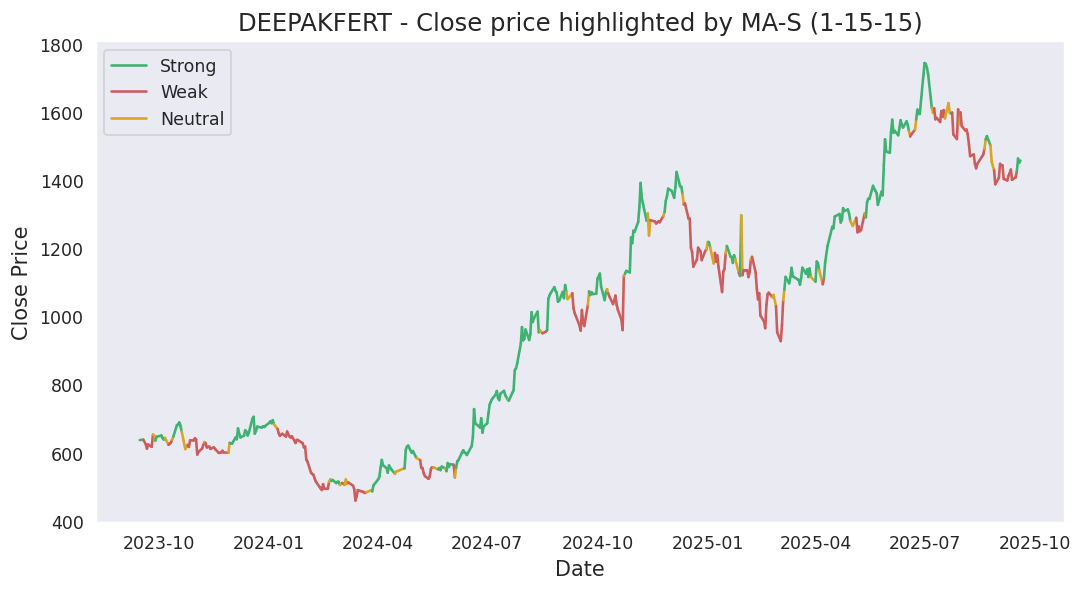 DEEPAKFERT - Close price highlighted by MA-S (1-15-15)
Strong
Weak
Neutral
Close Price
1800
1600
1400
1200
1000
800
600
400
2023-10 2024-01 2024-04 2024-07 2024-10 2025-01 2025-04 2025-07 2025-10
Date